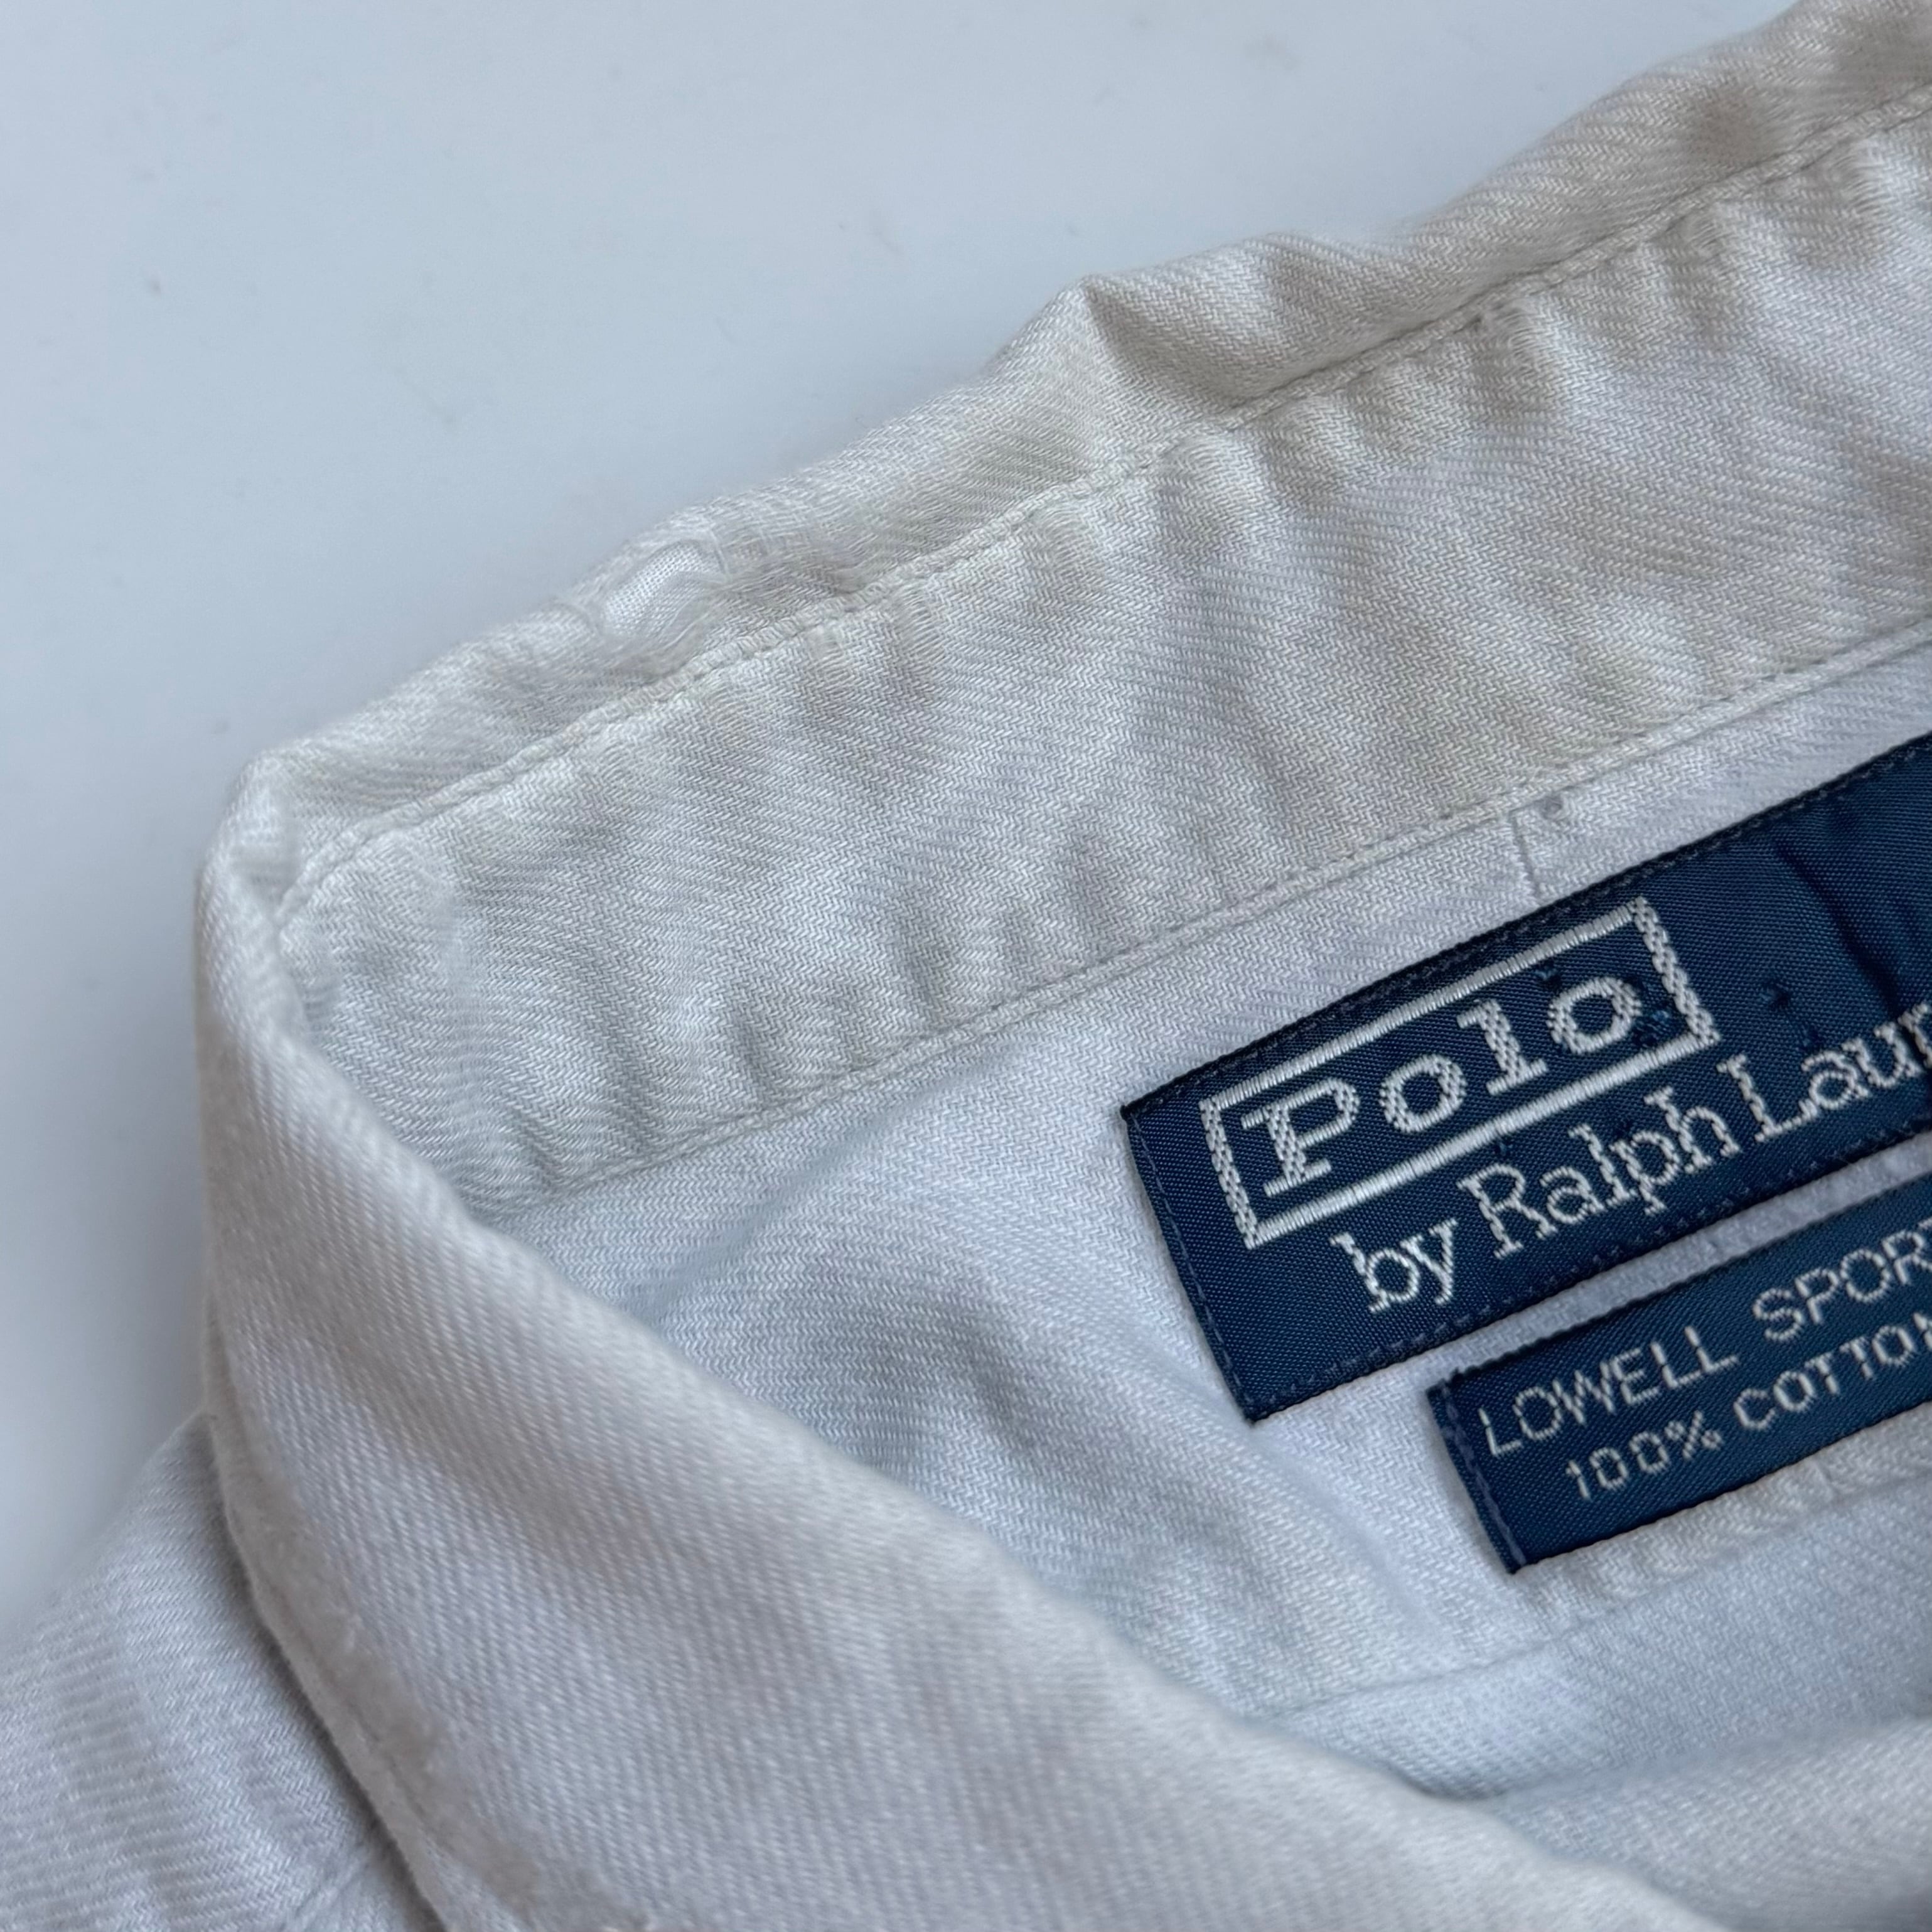 Polo
by Ralph Laur
LOWELL SPOR
100% COTTO